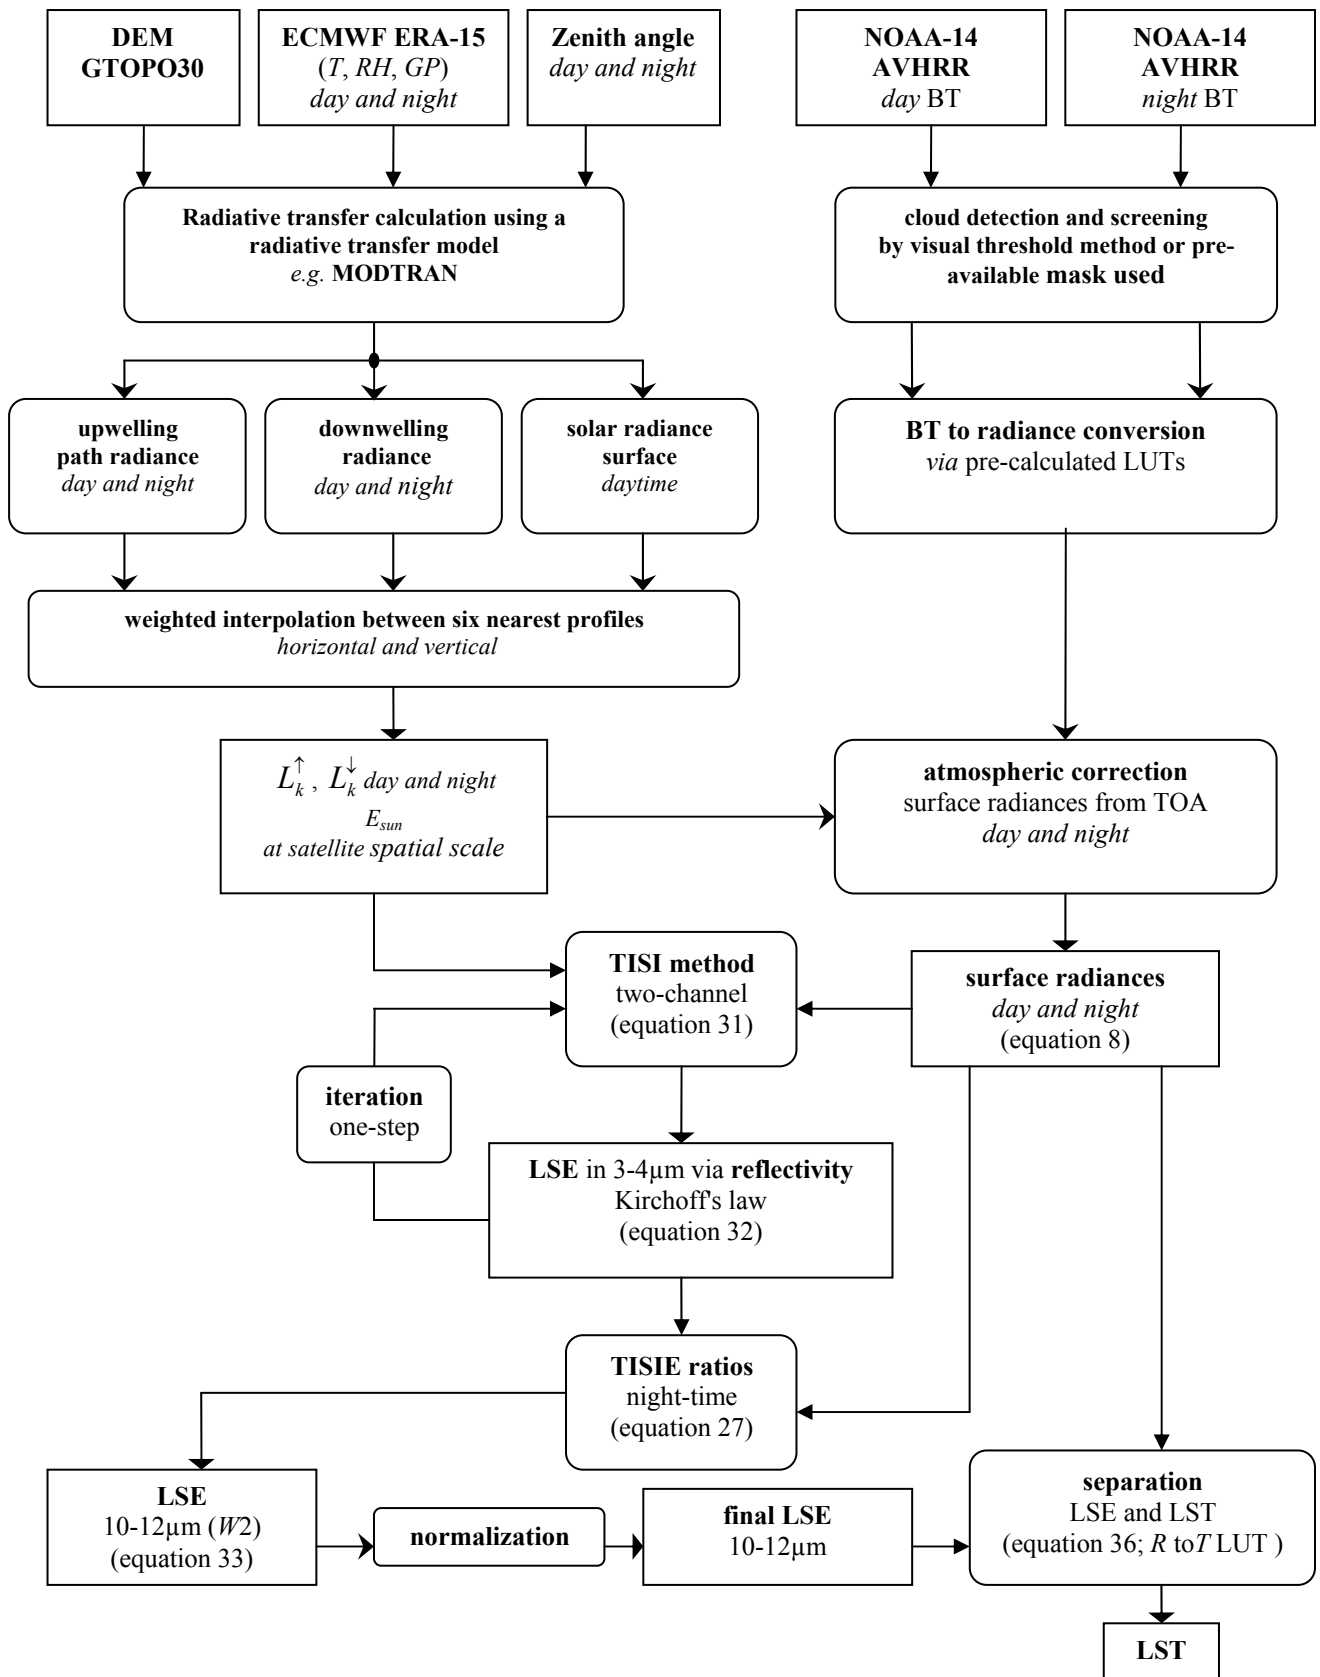 DEM
GTOPO30
ECMWF ERA-15
(T, RH, GP)
day and night
Zenith angle
day and night
NOAA-14
AVHRR
day BT
NOAA-14
AVHRR
night BT
Radiative transfer calculation using a
radiative transfer model
e.g. MODTRAN
cloud detection and screening
by visual threshold method or pre-
available mask used
upwelling
path radiance
day and night
downwelling
radiance
day and night
solar radiance
surface
daytime
BT to radiance conversion
via pre-calculated LUTs
weighted interpolation between six nearest profiles
horizontal and vertical
L_k^↑ , L_k^↓ day and night
E_sun
at satellite spatial scale
atmospheric correction
surface radiances from TOA
day and night
TISI method
two-channel
(equation 31)
surface radiances
day and night
(equation 8)
iteration
one-step
LSE in 3-4µm via reflectivity
Kirchoff's law
(equation 32)
TISIE ratios
night-time
(equation 27)
LSE
10-12µm (W2)
(equation 33)
normalization
final LSE
10-12µm
separation
LSE and LST
(equation 36; R toT LUT )
LST